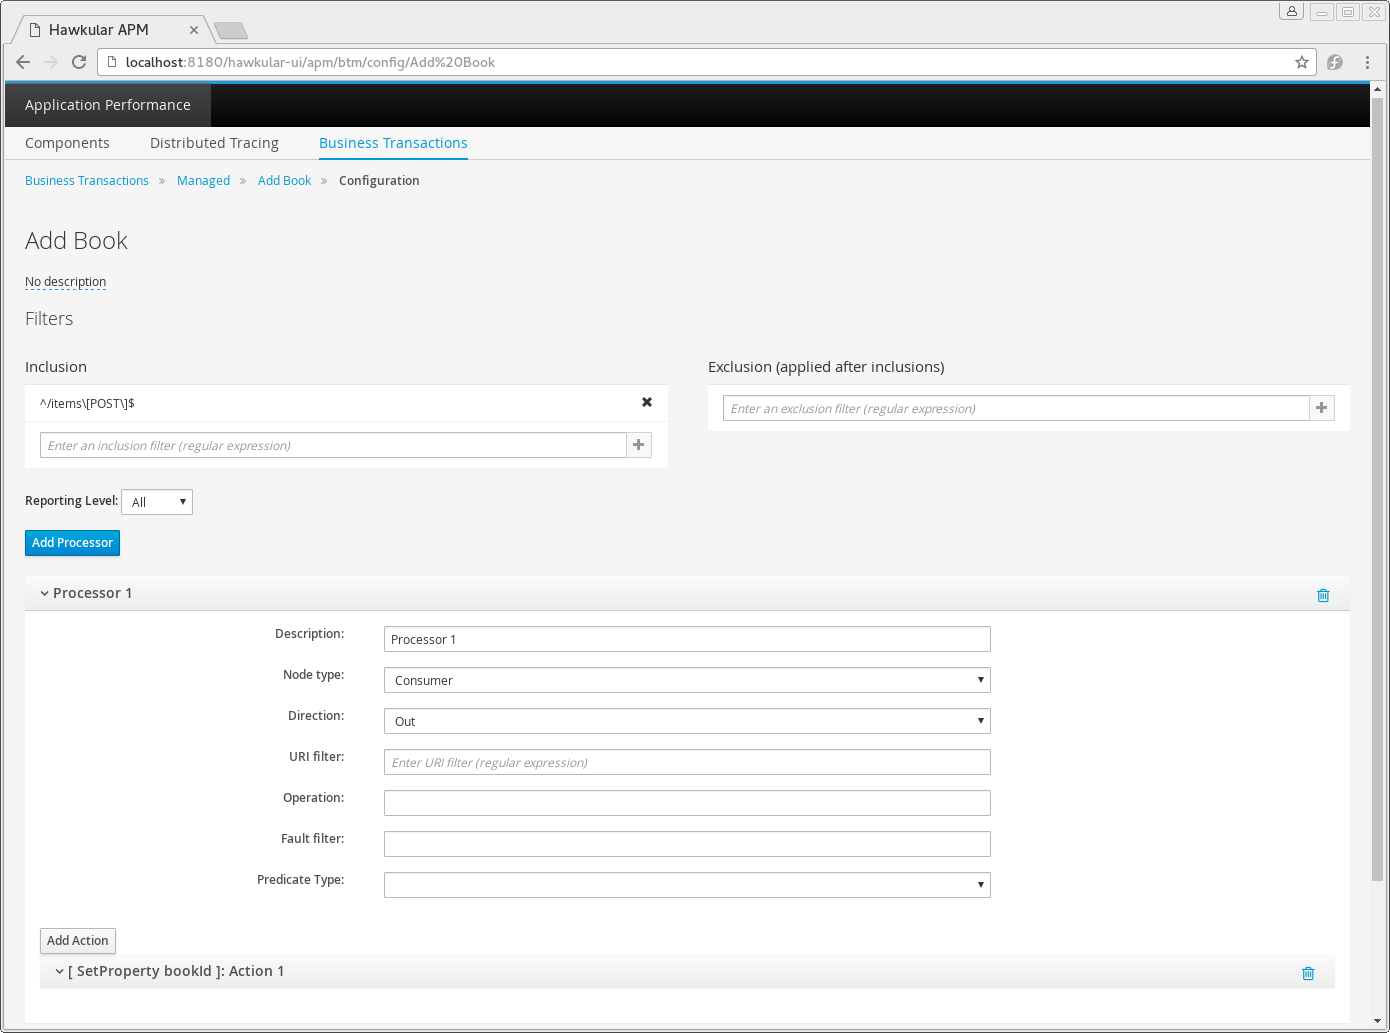 Hawkular APM
localhost:8180/hawkular-ui/apm/btm/config/Add%20Book
Application Performance
Components Distributed Tracing Business Transactions
Business Transactions » Managed » Add Book » Configuration
Add Book
No description
Filters
Inclusion
^/items\[POST\]$
Enter an inclusion filter (regular expression)
Exclusion (applied after inclusions)
Enter an exclusion filter (regular expression)
Reporting Level: All
Add Processor
Processor 1
Description: Processor 1
Node type: Consumer
Direction: Out
URI filter: Enter URI filter (regular expression)
Operation:
Fault filter:
Predicate Type:
Add Action
[ SetProperty bookId ]: Action 1